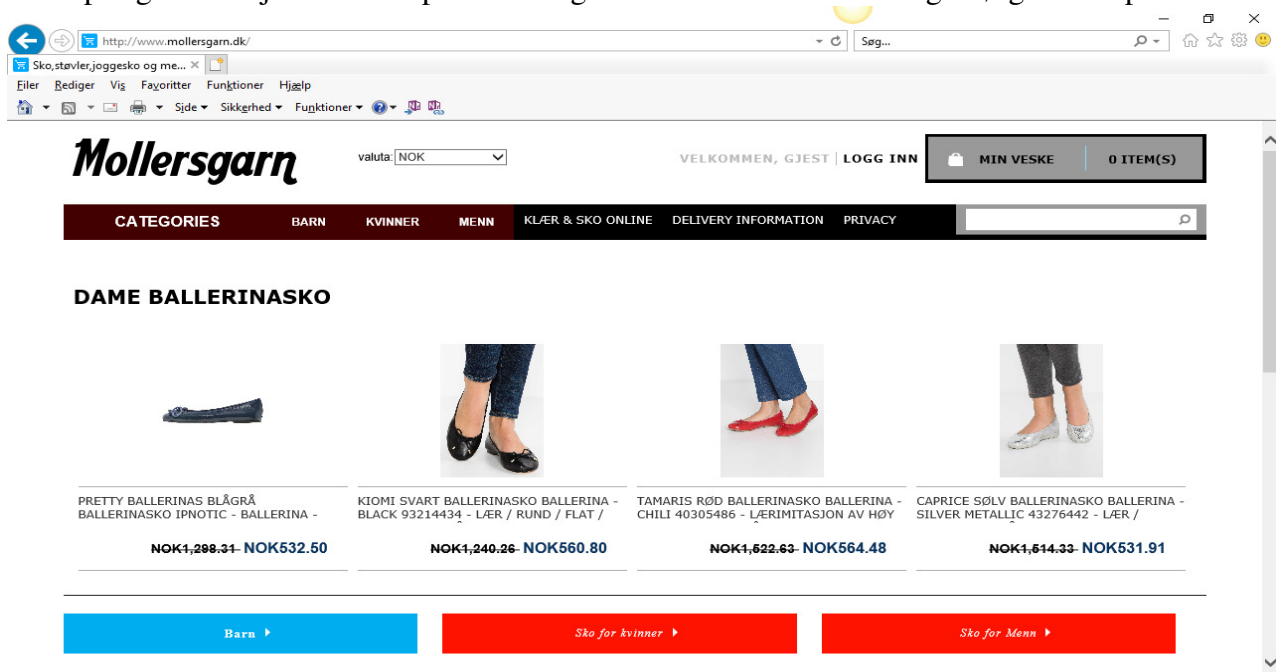 http://www.mollersgarn.dk/
Søg...
Sko,støvler,joggesko og me...
Filer Rediger Vis Favoritter Funktioner Hjælp
Side Sikkerhed Funktioner
Mollersgarn
valuta: NOK
VELKOMMEN, GJEST | LOGG INN
MIN VESKE 0 ITEM(S)
CATEGORIES BARN KVINNER MENN KLÆR & SKO ONLINE DELIVERY INFORMATION PRIVACY
DAME BALLERINASKO
PRETTY BALLERINAS BLÅGRÅ
BALLERINASKO IPNOTIC - BALLERINA -
NOK1,298.31 NOK532.50
KIOMI SVART BALLERINASKO BALLERINA -
BLACK 93214434 - LÆR / RUND / FLAT /
NOK1,240.26 NOK560.80
TAMARIS RØD BALLERINASKO BALLERINA -
CHILI 40305486 - LÆRIMITASJON AV HØY
NOK1,522.63 NOK564.48
CAPRICE SØLV BALLERINASKO BALLERINA -
SILVER METALLIC 43276442 - LÆR /
NOK1,514.33 NOK531.91
Barn
Sko for kvinner
Sko for Menn